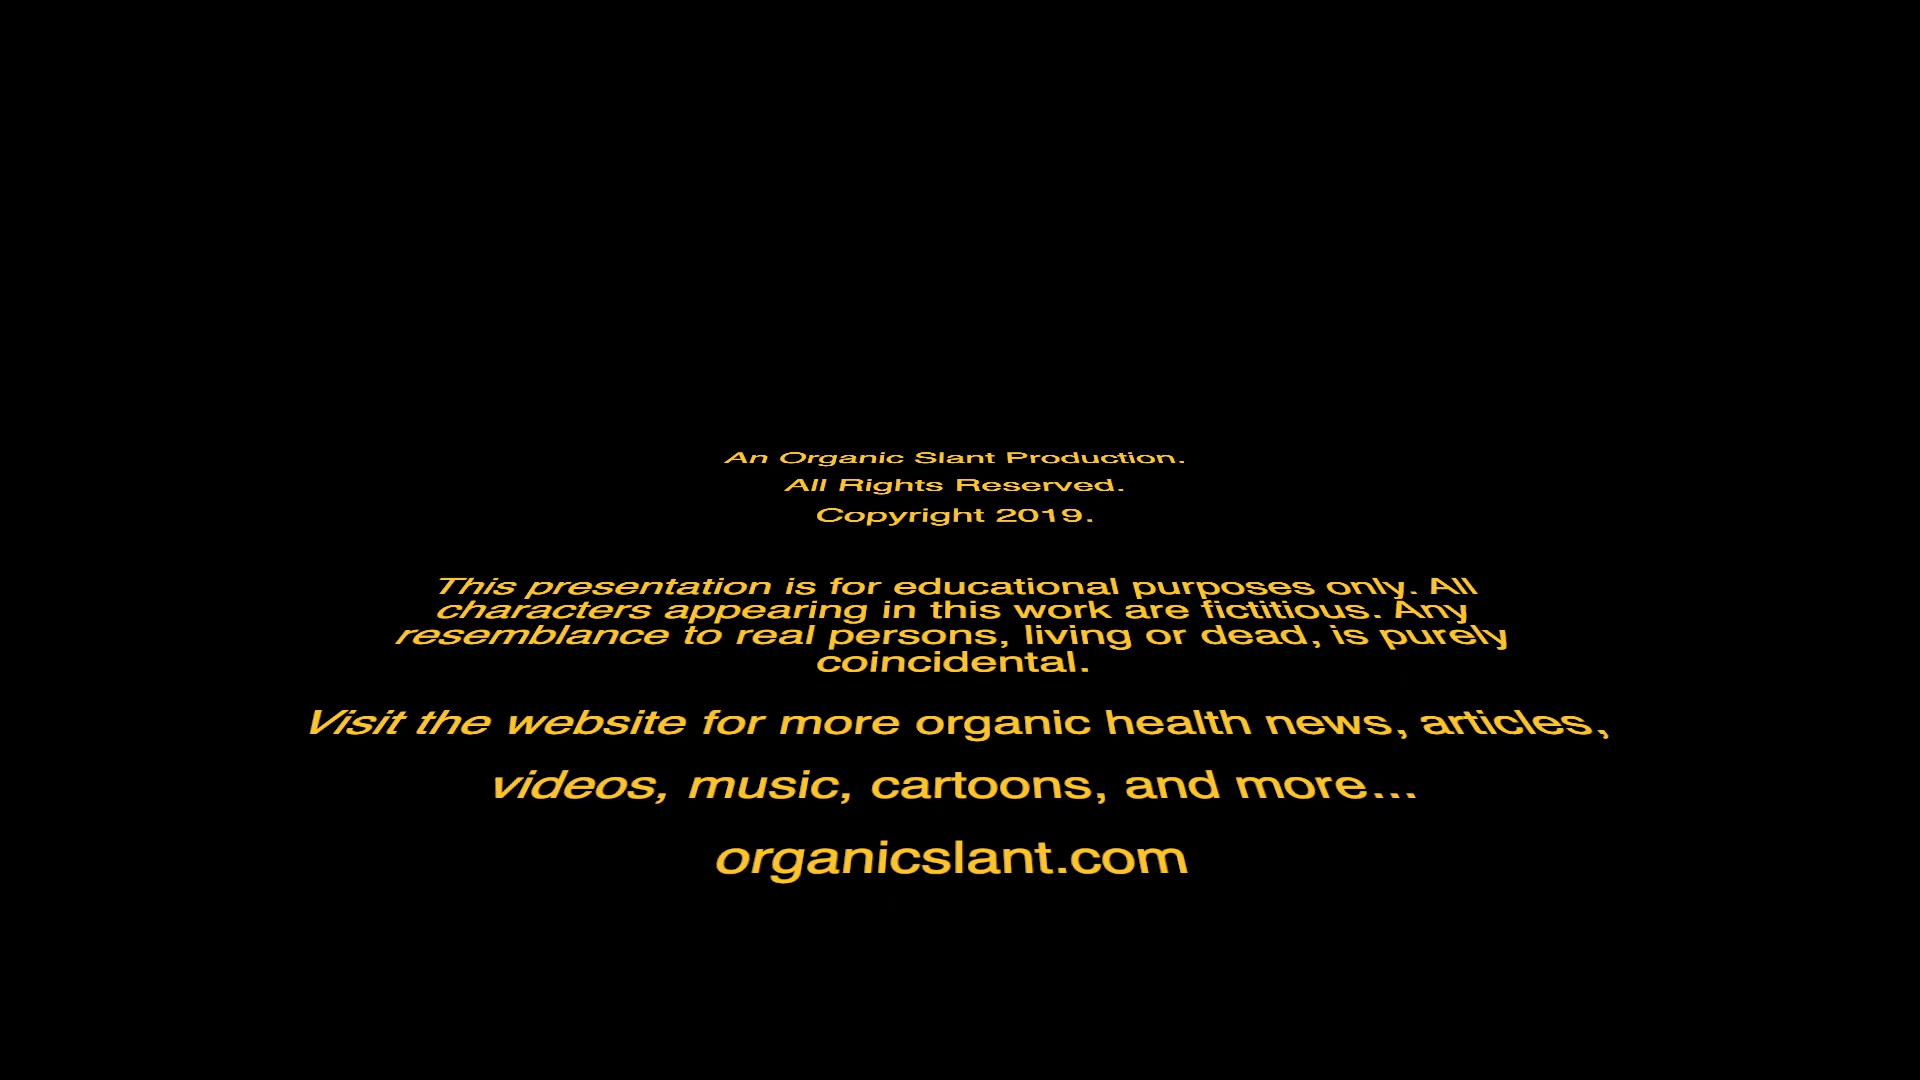 An Organic Slant Production.
All Rights Reserved.
Copyright 2019.
This presentation is for educational purposes only. All
characters appearing in this work are fictitious. Any
resemblance to real persons, living or dead, is purely
coincidental.
Visit the website for more organic health news, articles,
videos, music, cartoons, and more...
organicslant.com